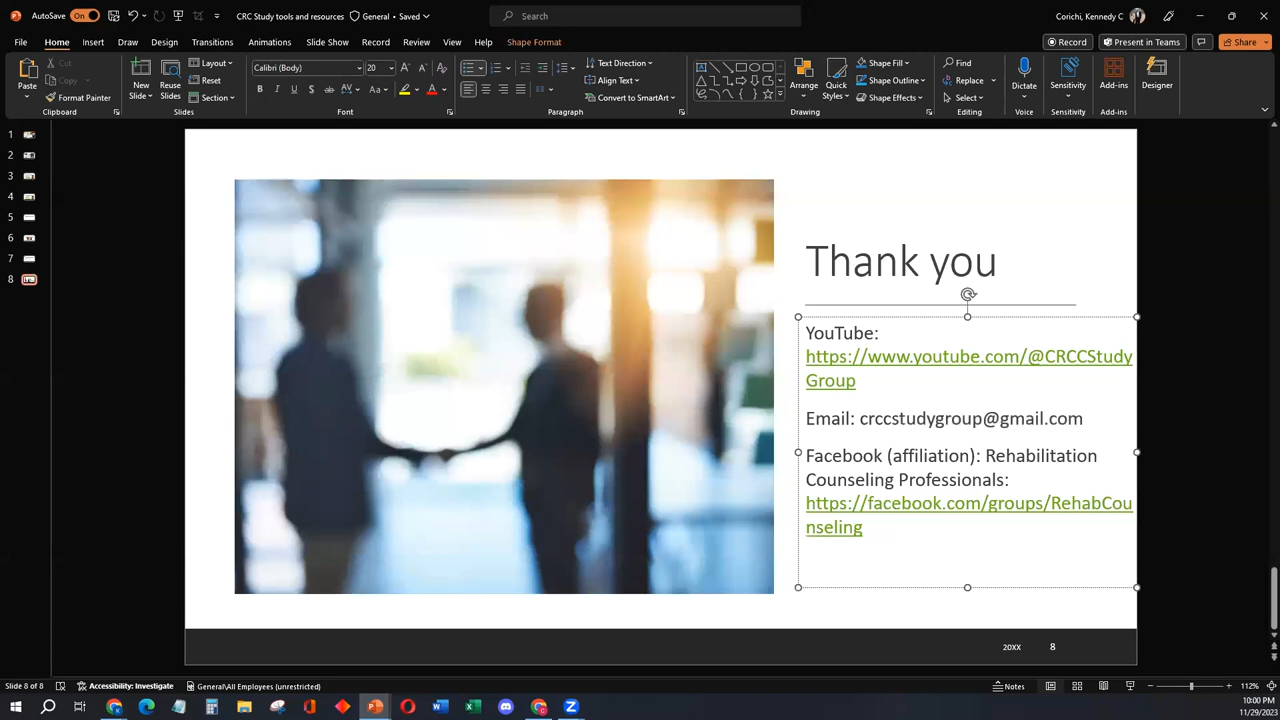 AutoSave On CRC Study tools and resources General • Saved Search Corichi, Kennedy C
File Home Insert Draw Design Transitions Animations Slide Show Record Review View Help Shape Format Record Present in Teams Share
Paste Cut Copy Format Painter Clipboard
New Slide Reuse Slides Layout Reset Section Slides
Calibri (Body) 20 Font
Text Direction Align Text Convert to SmartArt Paragraph
Arrange Quick Styles Shape Fill Shape Outline Shape Effects Drawing
Find Replace Select Editing
Dictate Voice
Sensitivity Sensitivity
Add-ins Add-ins
Designer
1
2
3
4
5
6
7
8
Thank you
YouTube:
https://www.youtube.com/@CRCCStudy
Group
Email: crccstudygroup@gmail.com
Facebook (affiliation): Rehabilitation
Counseling Professionals:
https://facebook.com/groups/RehabCou
nseling
20XX 8
Slide 8 of 8 Accessibility: Investigate General\All Employees (unrestricted) Notes 112%
10:00 PM
11/29/2023